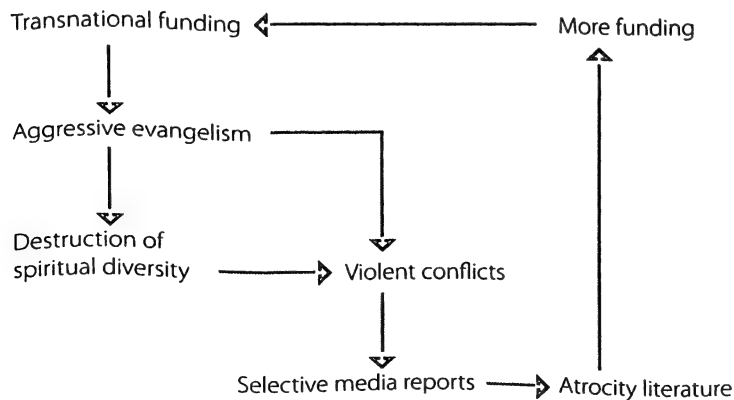 Transnational funding
More funding
Aggressive evangelism
Destruction of
spiritual diversity
Violent conflicts
Selective media reports
Atrocity literature